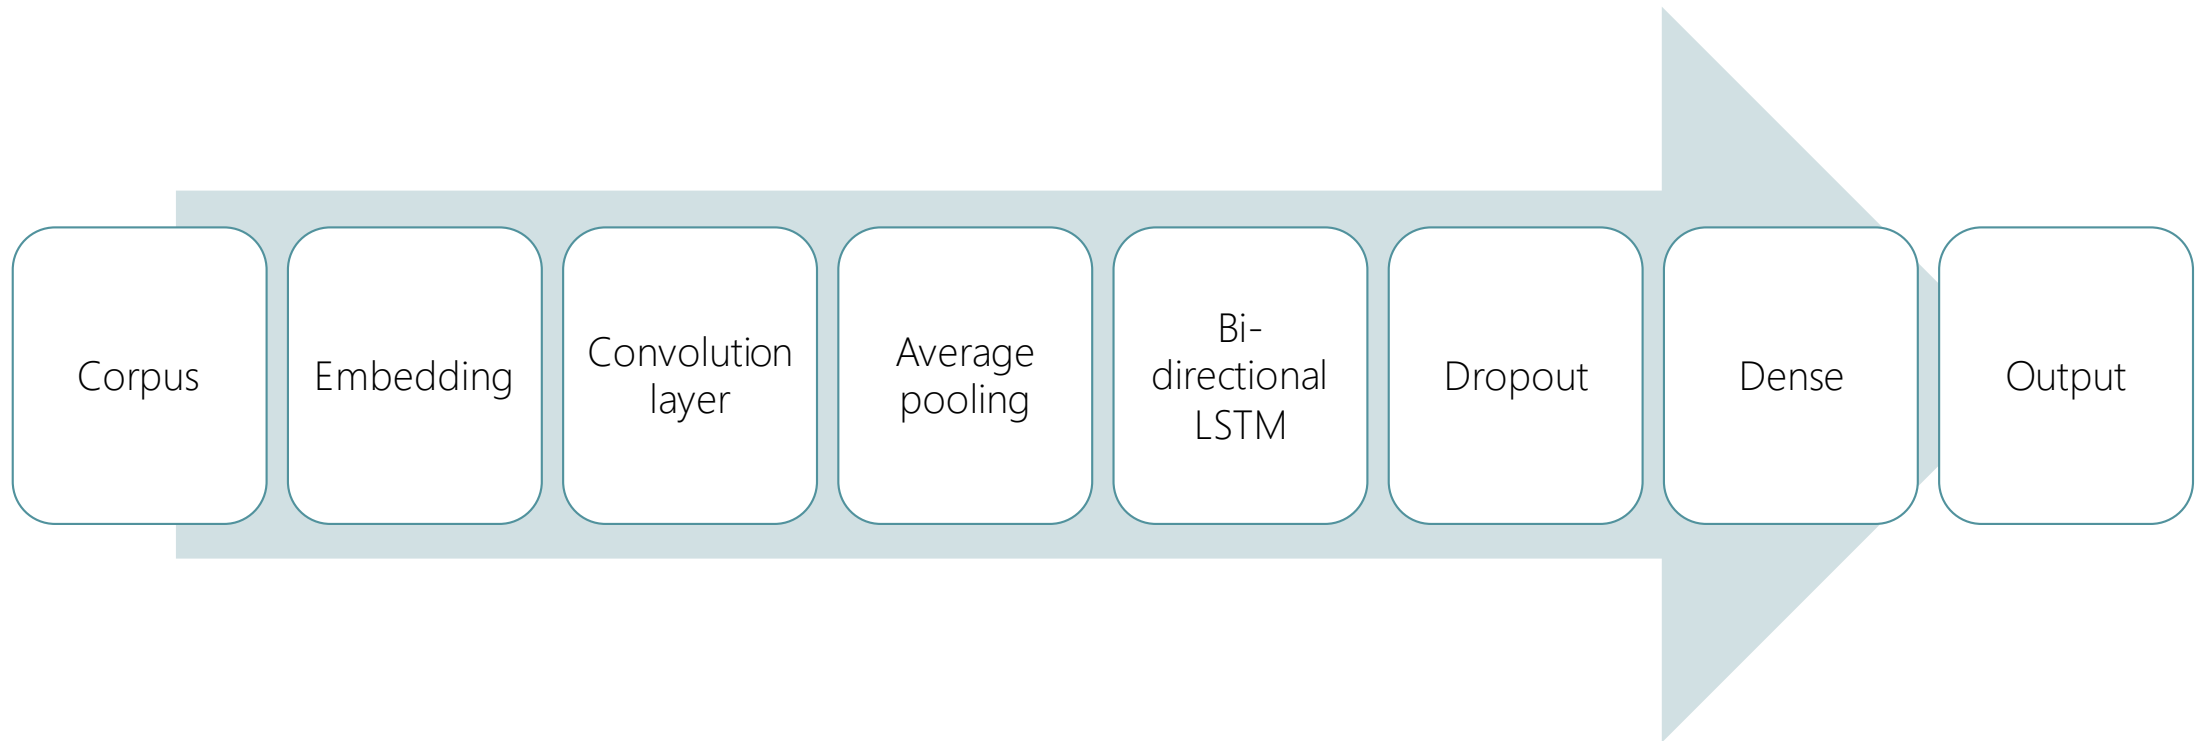 Corpus
Embedding
Convolution
layer
Average
pooling
Bi-
directional
LSTM
Dropout
Dense
Output